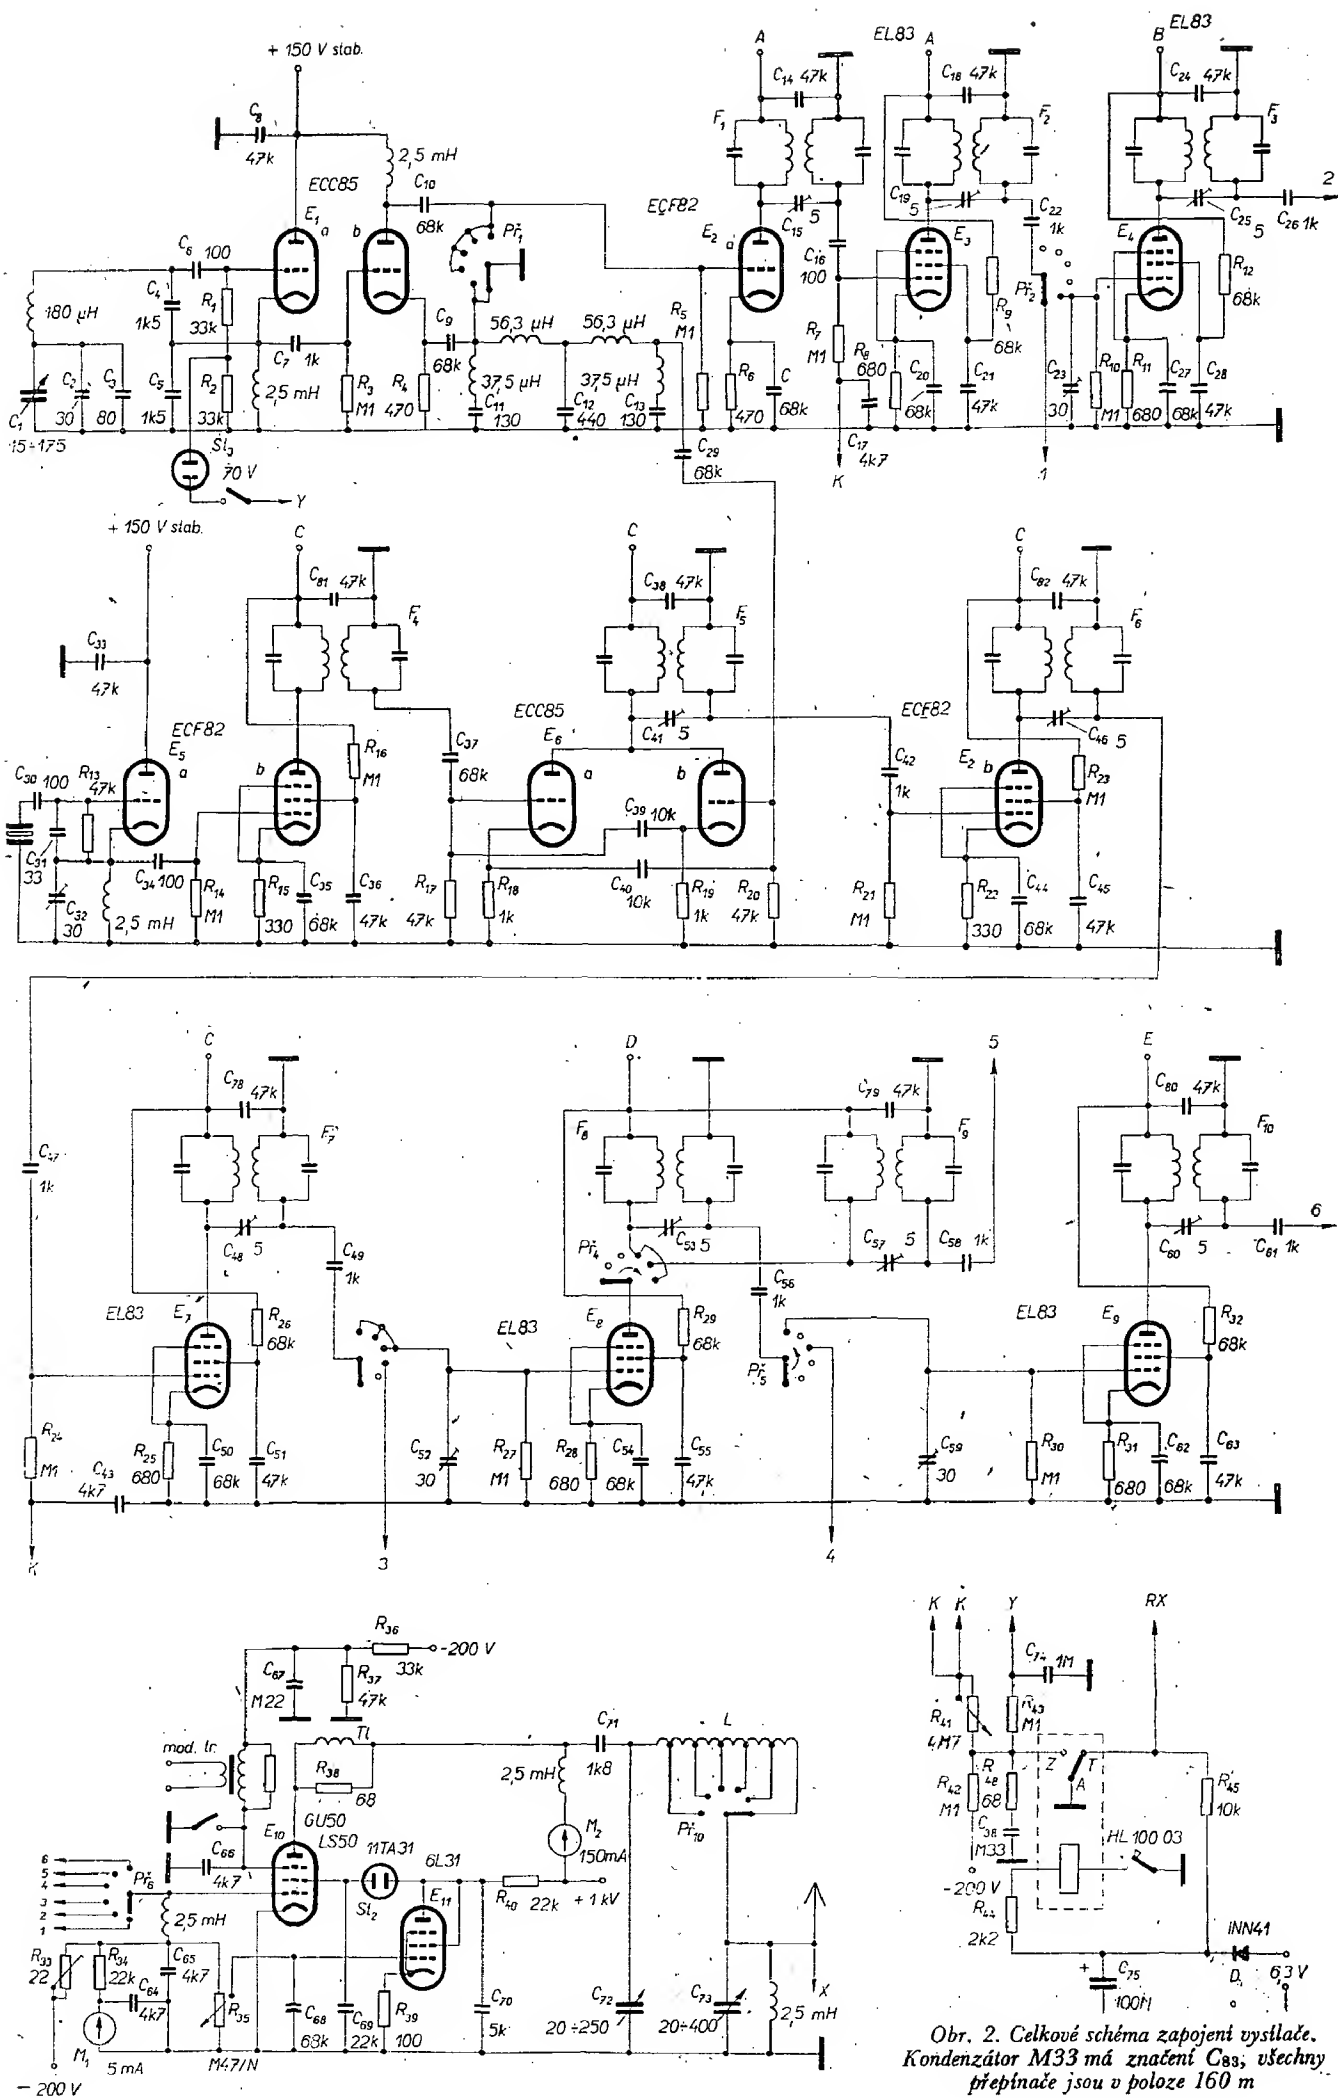 + 150 V stab.
C8
47k
2,5 mH
C10
68k
ECC85
E1
a
b
Př1
C6
100
C4
1k5
R1
33k
180 µH
C1
15÷175
C2
30
C3
80
C5
1k5
R2
33k
C7
1k
2,5 mH
R3
M1
R4
470
C9
68k
56,3 µH
56,3 µH
37,5 µH
37,5 µH
C11
130
C12
440
C13
130
Sl3
70 V
Y
A
C14 47k
F1
ECF82
E2
a
C15
5
C16
100
R5
M1
R6
470
C
68k
C29
68k
R7
M1
C17
4k7
K
EL83
A
C18 47k
F2
C19
5
E3
R9
68k
R8
680
C20
68k
C21
47k
C22
1k
Př2
1
C23
30
EL83
B
C24
47k
F3
2
C25 5
C26 1k
E4
R12
68k
R10
M1
R11
680
C27
68k
C28
47k
+ 150 V stab.
C33
47k
ECF82
E5
a
b
C30
100
R13
47k
C31
33
C32
30
2,5 mH
C34 100
R14
M1
R15
330
C35
68k
C36
47k
C
C81 47k
F4
R16
M1
C37
68k
R17
47k
R18
1k
C
C38 47k
F5
ECC85
E6
a
b
C41 5
C39 10k
C40
10k
R19
1k
R20
47k
C42
1k
R21
M1
C
C82 47k
F6
ECF82
E2
b
C46 5
R23
M1
R22
330
C44
68k
C45
47k
C47
1k
R24
M1
K
C43
4k7
C
C78 47k
F7
C48 5
EL83
E7
R26
68k
R25
680
C50
68k
C51
47k
C49
1k
3
D
F8
Př4
C53 5
EL83
E8
R29
68k
C52
30
R27
M1
R28
680
C54
68k
C55
47k
C56
1k
Př5
4
C79 47k
F9
5
C57
5
C58
1k
E
C80 47k
F10
6
C60
5
C61 1k
EL83
E9
R32
68k
C59
30
R30
M1
R31
680
C62
68k
C63
47k
R36
33k
-200 V
C67
M22
R37
47k
mod. tr.
Tl
R38
68
E10
GU50
LS50
11TA31
Sl2
6L31
E11
C66
4k7
6
5
4
3
2
1
Př6
2,5 mH
R33
22
R34
22k
C64
4k7
C65
4k7
R35
M47/N
M1
5 mA
- 200 V
C68
68k
C69
22k
R39
100
C70
5k
R40
22k
+ 1 kV
M2
150mA
2,5 mH
C71
1k8
L
Př10
C72
20÷250
C73
20÷400
2,5 mH
X
K
K
Y
RX
C74
1M
R41
4M7
R43
M1
R42
M1
R48
68
C38
M33
Z
T
A
HL 100 03
-200 V
R44
2k2
R45
10k
1NN41
D1
6,3 V
+
C75
100M
Obr. 2. Celkové schéma zapojení vysílače.
Kondenzátor M33 má značení C83; všechny
přepínače jsou v poloze 160 m